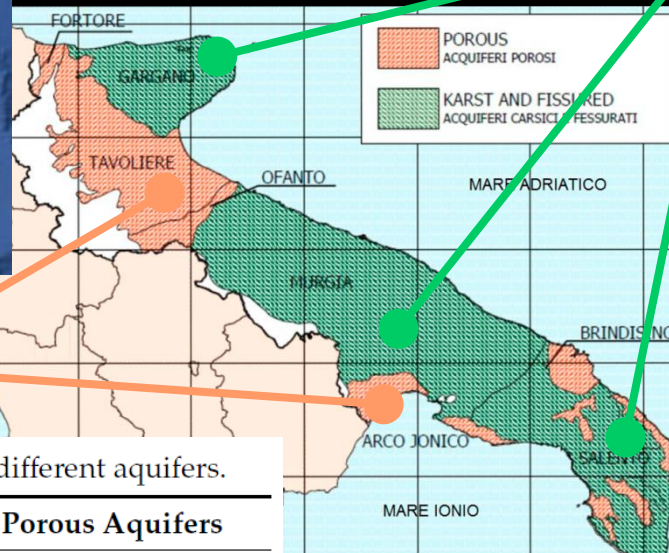 FORTORE
GARGANO
POROUS
ACQUIFERI POROSI
KARST AND FISSURED
ACQUIFERI CARSICI E FESSURATI
TAVOLIERE
OFANTO
MARE ADRIATICO
MURGIA
BRINDISINO
ARCO JONICO
SALENTO
MARE IONIO
different aquifers.
Porous Aquifers